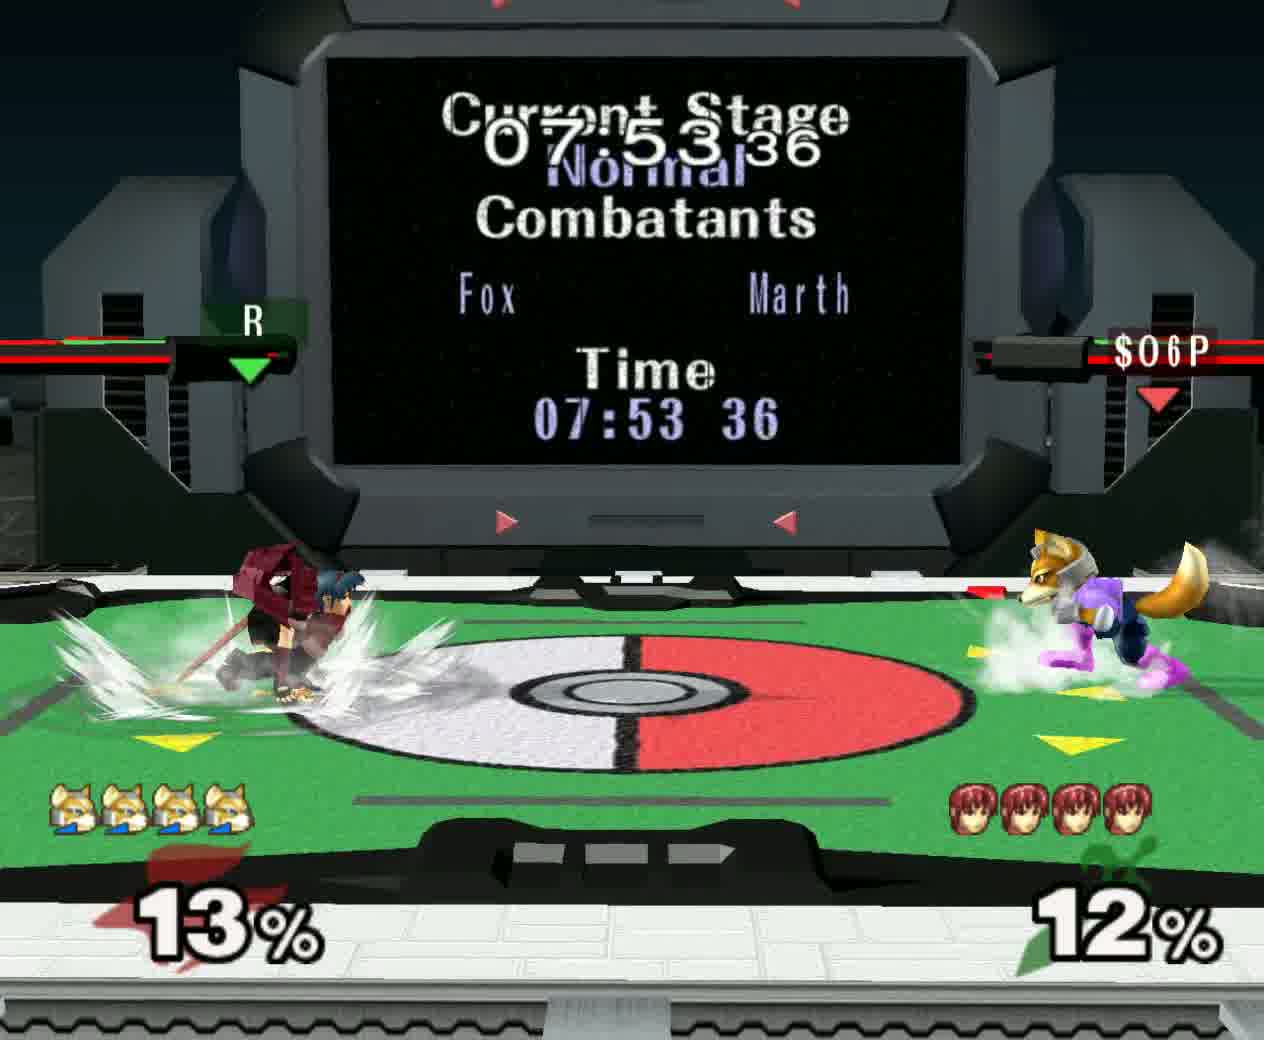 Current Stage
07:53 36
Normal
Combatants
Fox Marth
R
$06P
Time
07:53 36
13% 12%